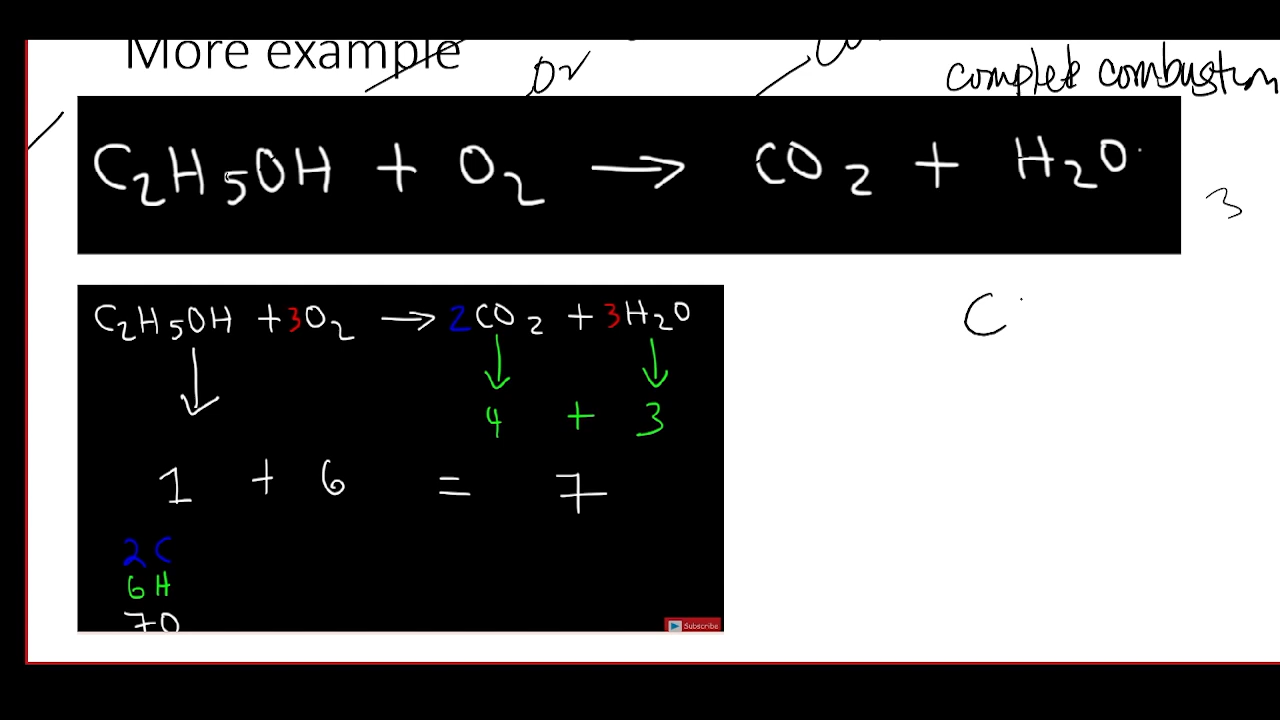 More example
Or
complete combustion
C₂H₅OH + O₂ → CO₂ + H₂O
3
C₂H₅OH + 3O₂ → 2CO₂ + 3H₂O
C
4 + 3
1 + 6 = 7
2C
6H
7O
Subscribe